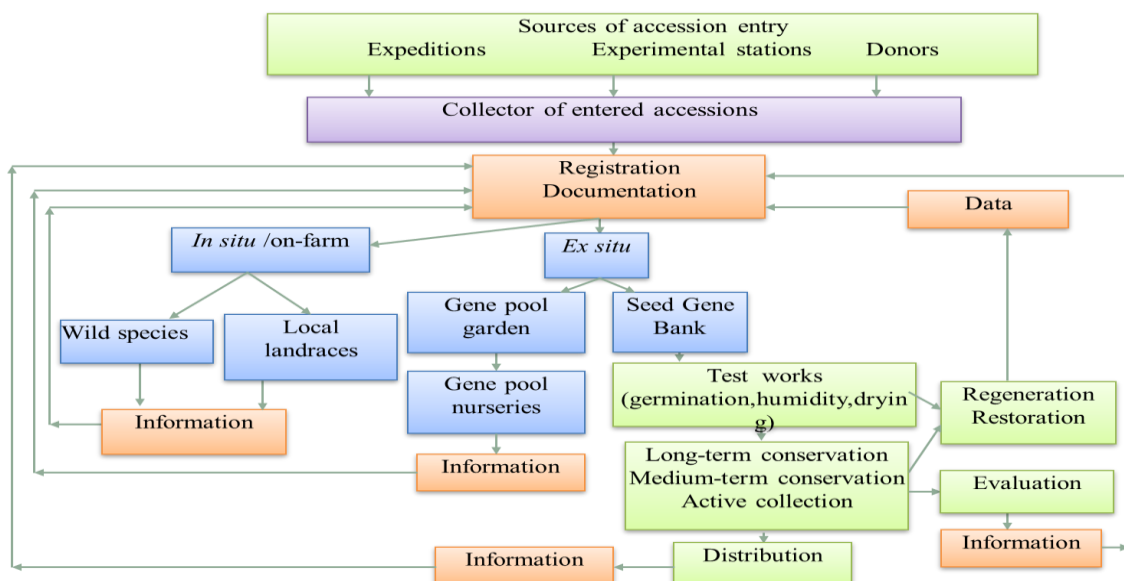 Sources of accession entry
Expeditions Experimental stations Donors
Collector of entered accessions
Registration
Documentation
Data
In situ /on-farm
Ex situ
Wild species
Local
landraces
Gene pool
garden
Seed Gene
Bank
Gene pool
nurseries
Test works
(germination,humidity,dryin
g)
Regeneration
Restoration
Information
Information
Long-term conservation
Medium-term conservation
Active collection
Evaluation
Information
Information
Distribution